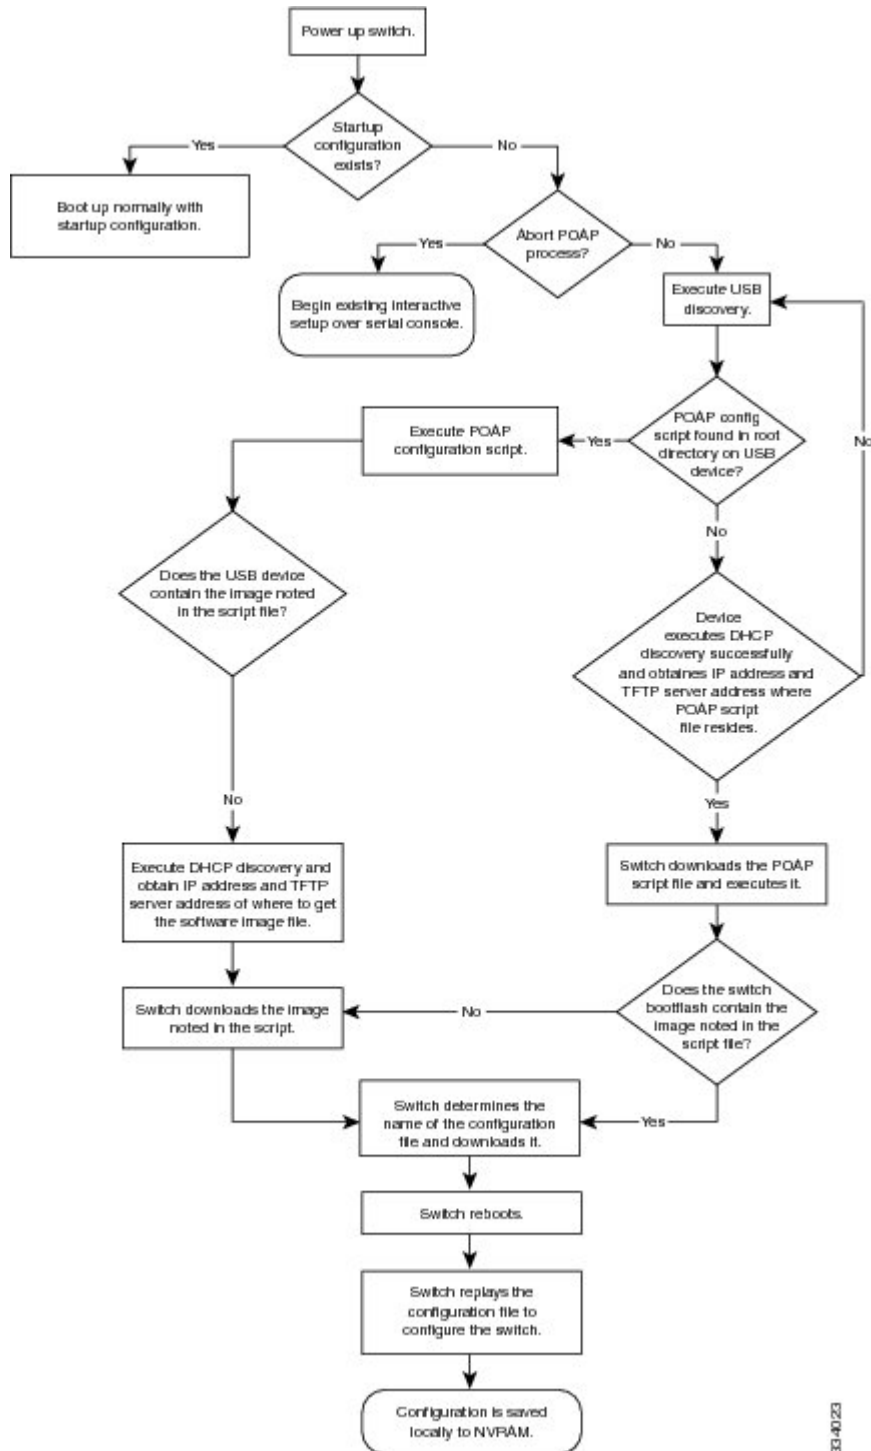 Power up switch.
Startup
configuration
exists?
Yes
No
Boot up normally with
startup configuration.
Abort POAP
process?
Yes
No
Begin existing interactive
setup over serial console.
Execute USB
discovery.
POAP config
script found in root
directory on USB
device?
Yes
No
No
Execute POAP
configuration script.
Does the USB device
contain the image noted
in the script file?
No
Device
executes DHCP
discovery successfully
and obtaines IP address and
TFTP server address where
POAP script
file resides.
Yes
Execute DHCP discovery and
obtain IP address and TFTP
server address of where to get
the software image file.
Switch downloads the POAP
script file and executes it.
Switch downloads the image
noted in the script.
No
Does the switch
bootflash contain the
image noted in the
script file?
Yes
Switch determines the
name of the configuration
file and downloads it.
Switch reboots.
Switch replays the
configuration file to
configure the switch.
Configuration is saved
locally to NVRAM.
334023